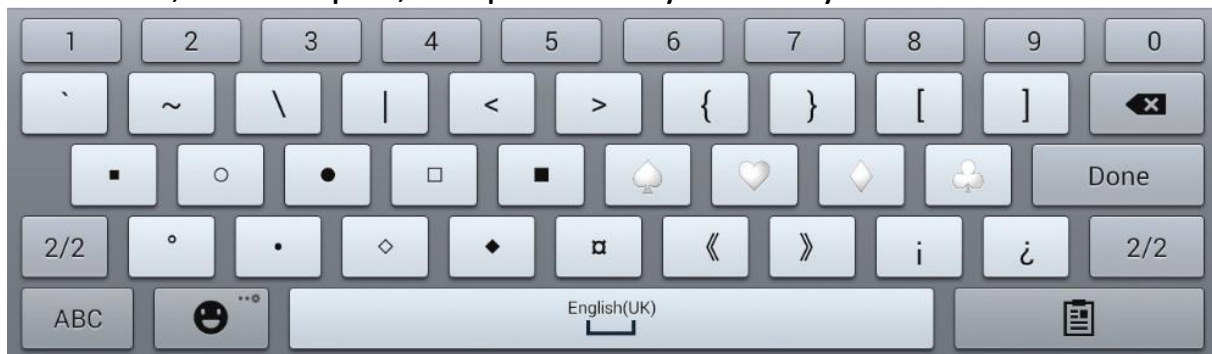 1 2 3 4 5 6 7 8 9 0
` ~ \ | < > { } [ ]
▪ ○ ● □ ■ ♠ ♥ ♦ ♣ Done
2/2 ° • ◇ ◆ ¤ 《 》 ¡ ¿ 2/2
ABC English(UK)